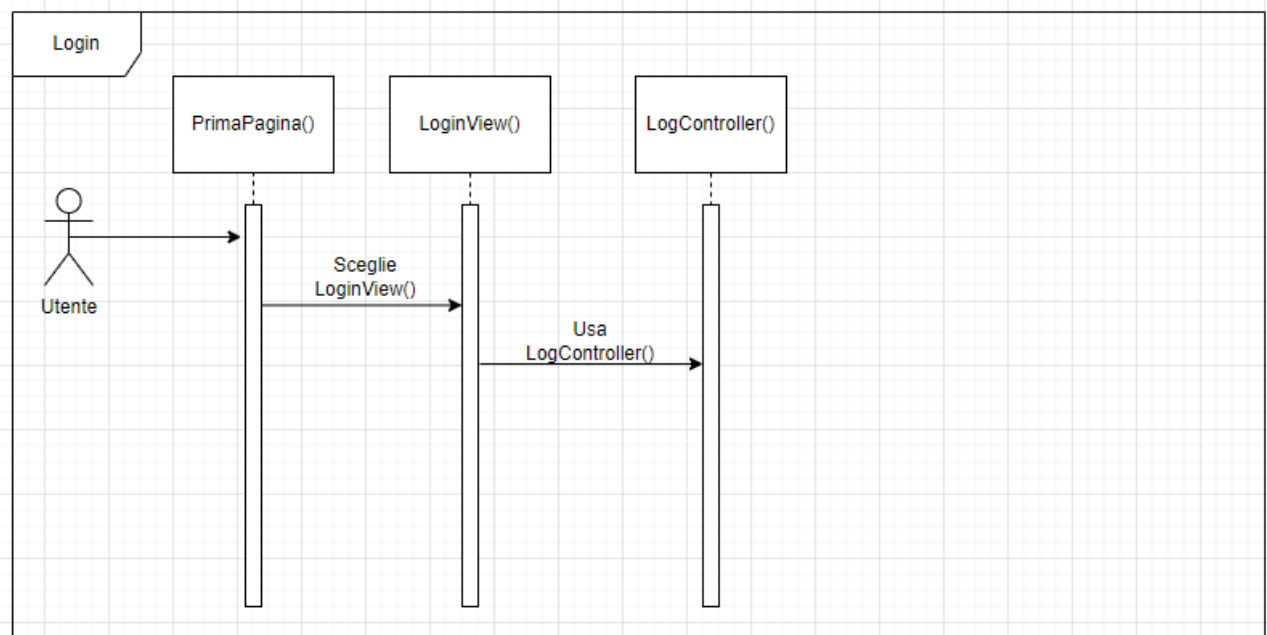 Login
PrimaPagina()
LoginView()
LogController()
Utente
Sceglie
LoginView()
Usa
LogController()